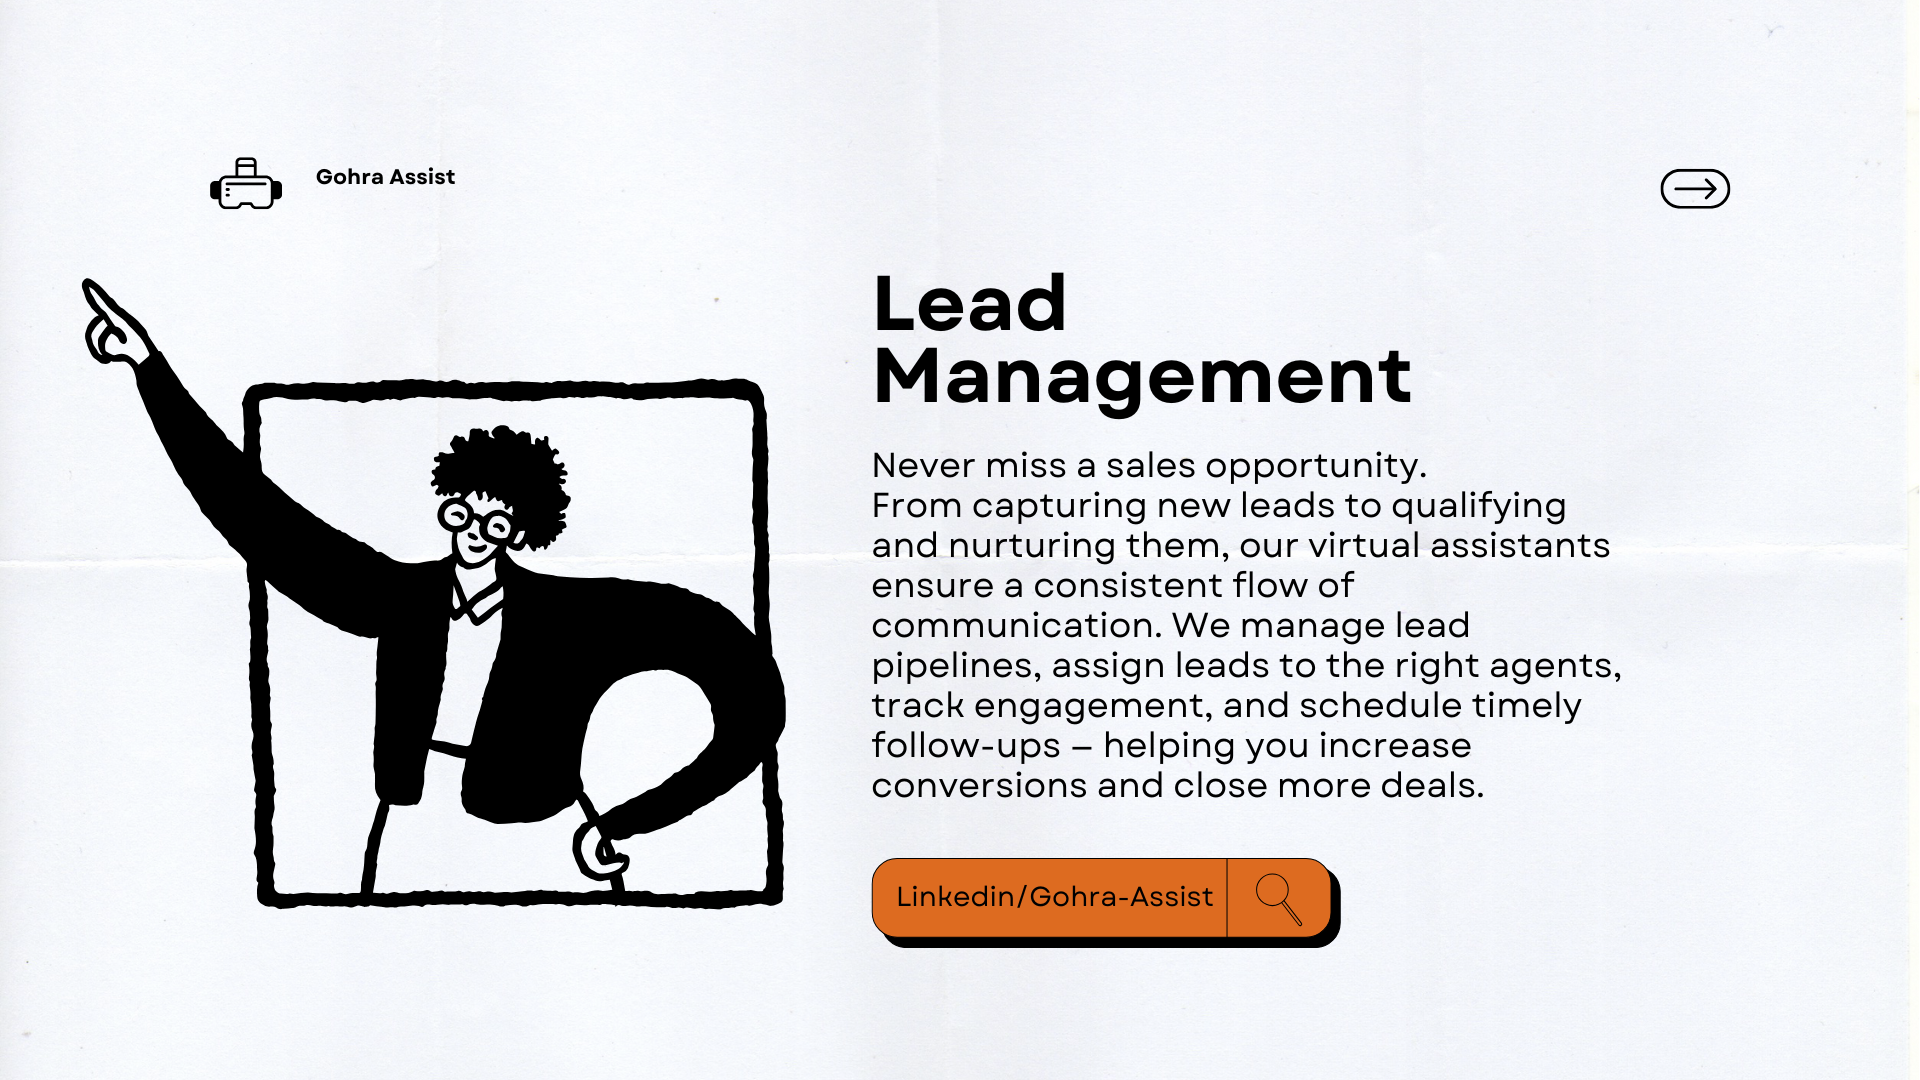 Gohra Assist
Lead
Management
Never miss a sales opportunity.
From capturing new leads to qualifying
and nurturing them, our virtual assistants
ensure a consistent flow of
communication. We manage lead
pipelines, assign leads to the right agents,
track engagement, and schedule timely
follow-ups – helping you increase
conversions and close more deals.
Linkedin/Gohra-Assist